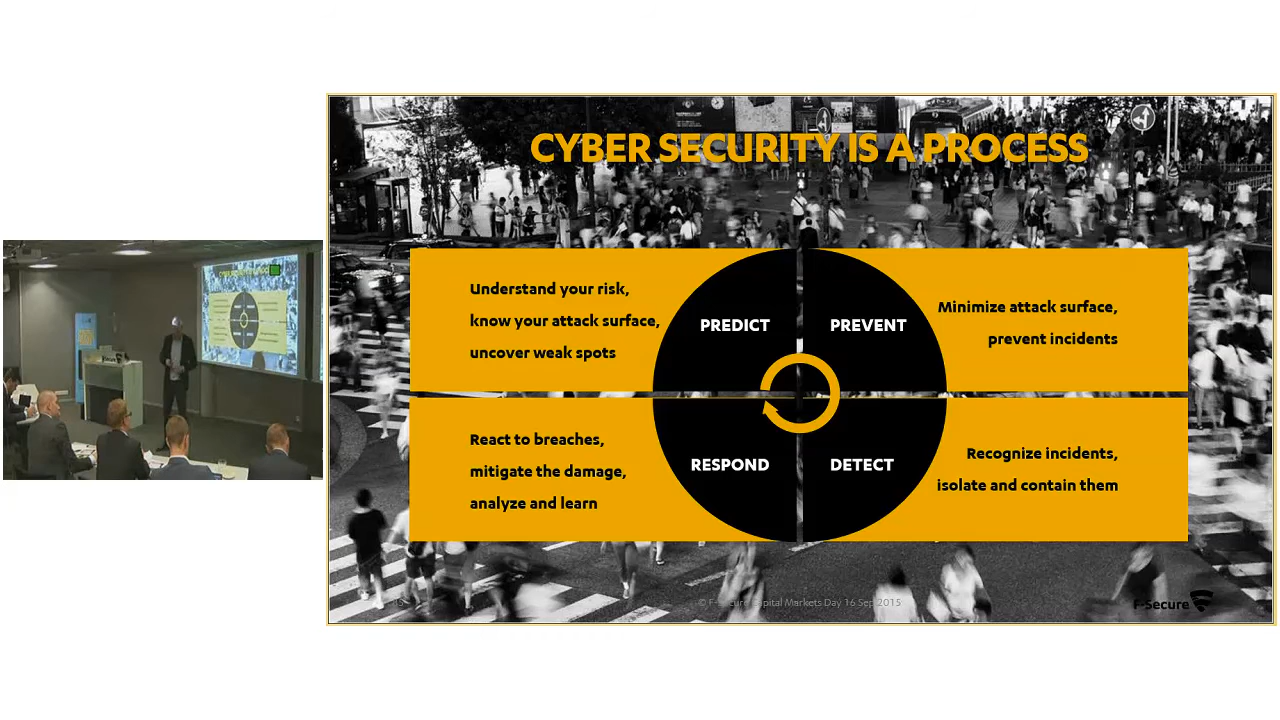 CYBER SECURITY IS A PROCESS
Understand your risk,
know your attack surface,
uncover weak spots
PREDICT
PREVENT
Minimize attack surface,
prevent incidents
React to breaches,
mitigate the damage,
analyze and learn
RESPOND
DETECT
Recognize incidents,
isolate and contain them
© F-Secure Capital Markets Day 16 Sep 2015
F-Secure